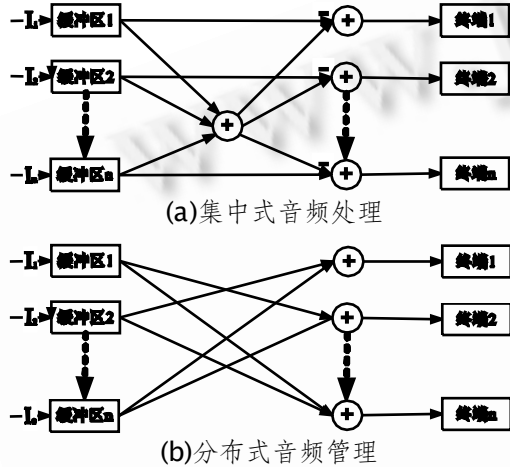 I₁ 缓冲区1 − + 终端1
I₂ 缓冲区2 − + 终端2
+
Iₙ 缓冲区n − + 终端n
(a)集中式音频处理
I₁ 缓冲区1 + 终端1
I₂ 缓冲区2 + 终端2
缓冲区n + 终端n
(b)分布式音频管理